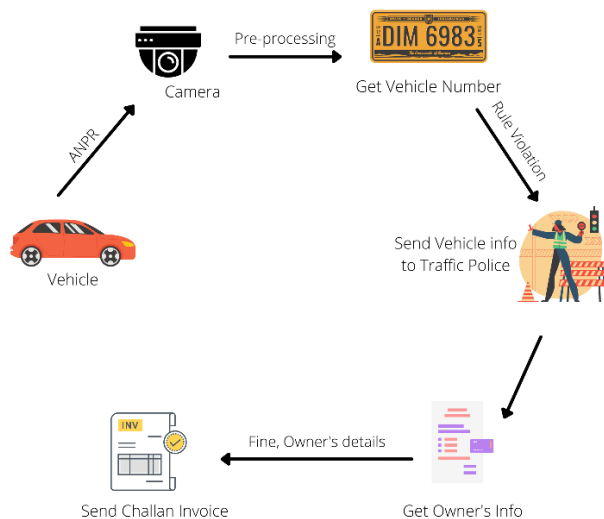 Pre-processing
DIM 6983
Camera
Get Vehicle Number
ANPR
Rule Violation
Vehicle
Send Vehicle info
to Traffic Police
INV
Fine, Owner's details
Send Challan Invoice
Get Owner's Info